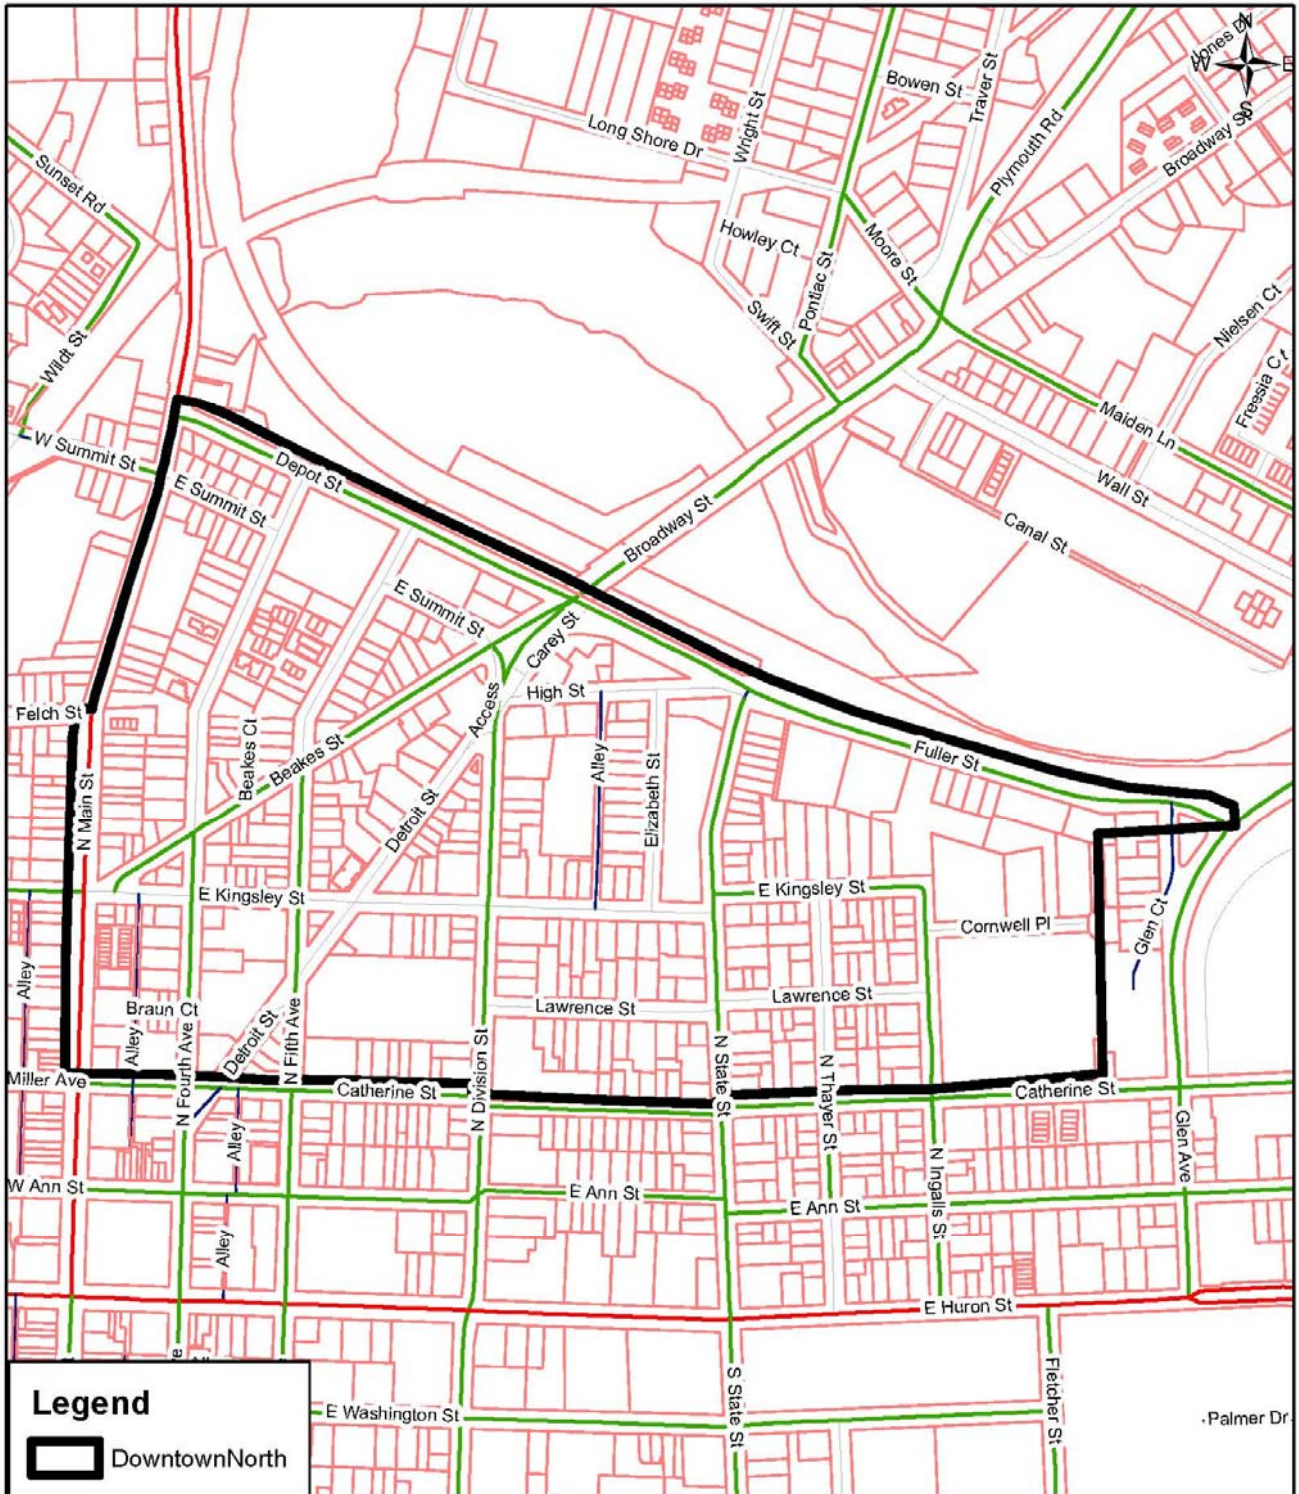 N
Jones Dr
W
E
S
Bowen St
Traver St
Wright St
Long Shore Dr
Plymouth Rd
Broadway St
Sunset Rd
Howley Ct
Moore St
Pontiac St
Swift St
Nielsen Ct
Wildt St
Freesia Ct
Maiden Ln
W Summit St
Depot St
E Summit St
Wall St
Canal St
Broadway St
E Summit St
Carey St
High St
Access
Felch St
Beakes Ct
Beakes St
Alley
Elizabeth St
Fuller St
N Main St
Detroit St
E Kingsley St
E Kingsley St
Cornwell Pl
Glen Ct
Alley
Braun Ct
Lawrence St
Lawrence St
Alley
N Fourth Ave
Detroit St
N Fifth Ave
N Division St
N State St
N Thayer St
Miller Ave
Catherine St
Catherine St
Alley
N Ingalls St
Glen Ave
W Ann St
E Ann St
E Ann St
Alley
E Huron St
S State St
Fletcher St
E Washington St
Palmer Dr
Legend
DowntownNorth